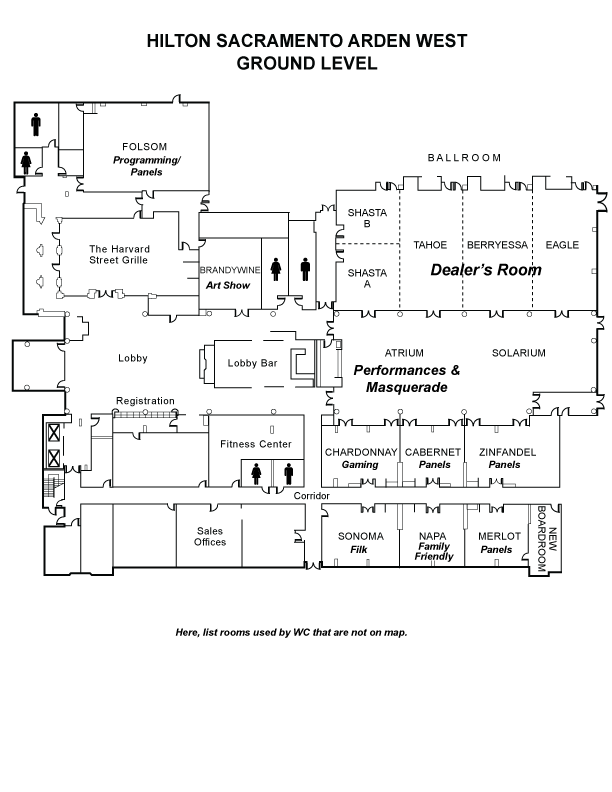 HILTON SACRAMENTO ARDEN WEST
GROUND LEVEL
FOLSOM
Programming/
Panels
BALLROOM
SHASTA
B
The Harvard
Street Grille
TAHOE
BERRYESSA
EAGLE
BRANDYWINE
Art Show
SHASTA
A
Dealer's Room
Lobby
Lobby Bar
ATRIUM
SOLARIUM
Performances &
Masquerade
Registration
Fitness Center
CHARDONNAY
Gaming
CABERNET
Panels
ZINFANDEL
Panels
Corridor
Sales
Offices
SONOMA
Filk
NAPA
Family
Friendly
MERLOT
Panels
NEW
BOARDROOM
Here, list rooms used by WC that are not on map.